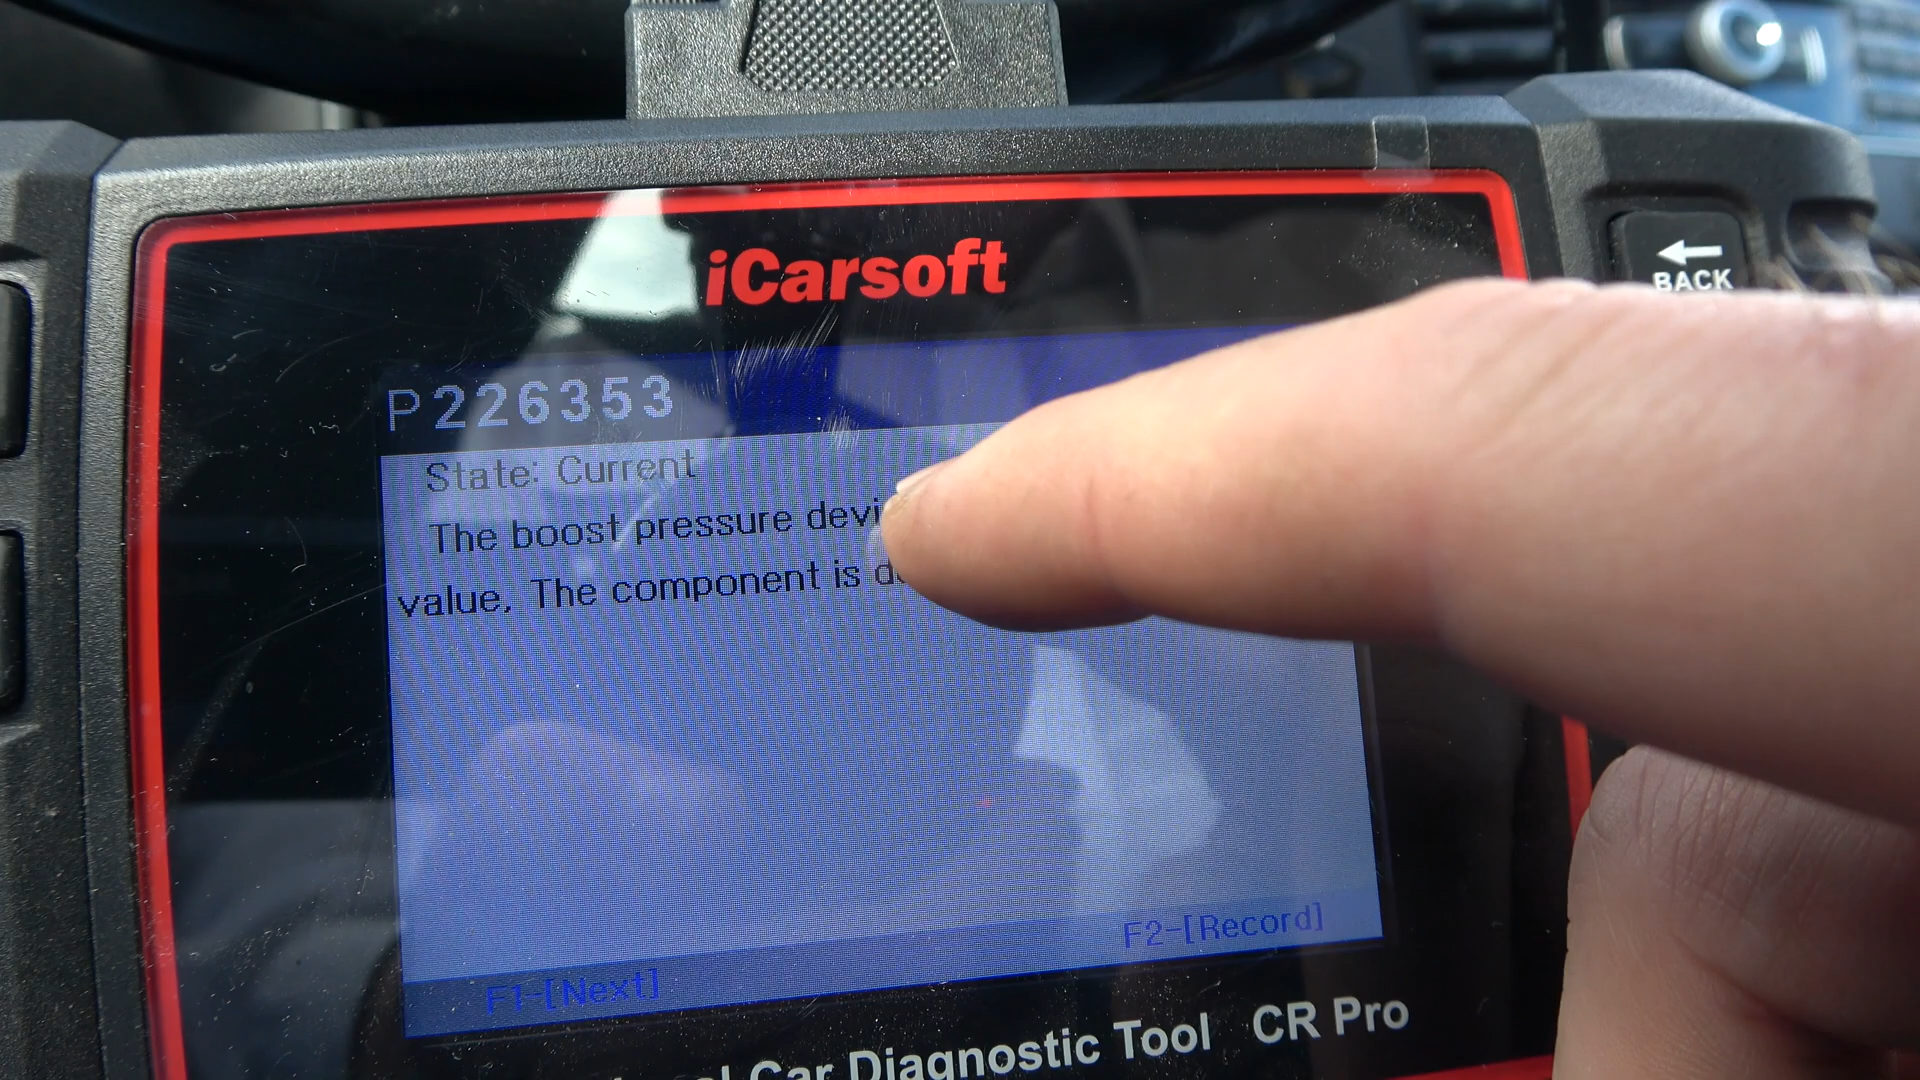 iCarsoft
BACK
P226353
State: Current
The boost pressure devi
value. The component is d
F2-[Record]
F1-[Next]
Car Diagnostic Tool CR Pro